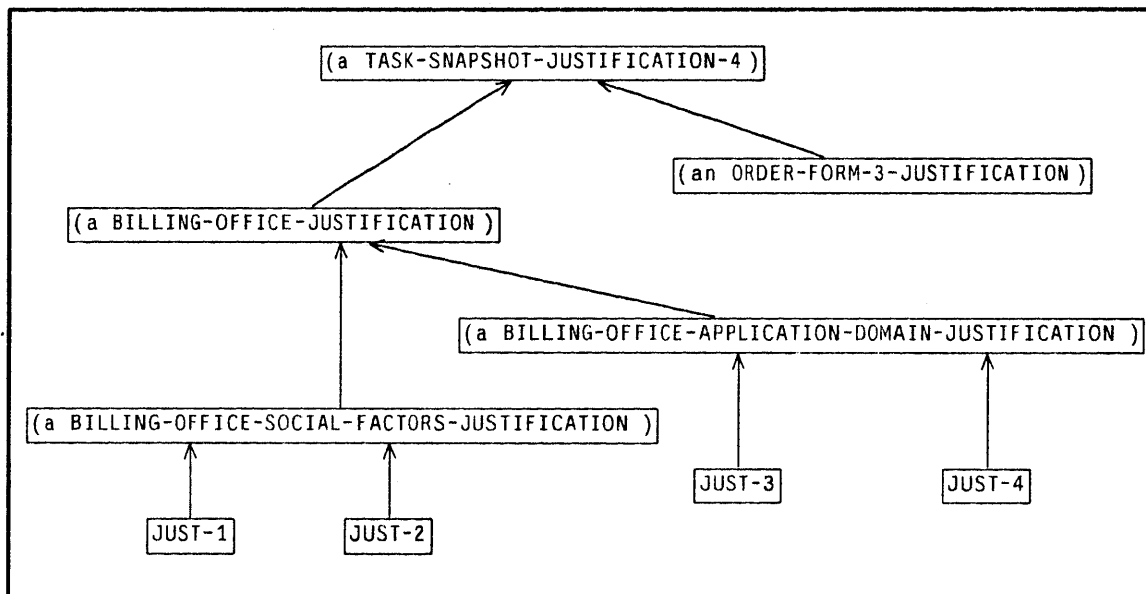 (a TASK-SNAPSHOT-JUSTIFICATION-4 )
(an ORDER-FORM-3-JUSTIFICATION )
(a BILLING-OFFICE-JUSTIFICATION )
(a BILLING-OFFICE-APPLICATION-DOMAIN-JUSTIFICATION )
(a BILLING-OFFICE-SOCIAL-FACTORS-JUSTIFICATION )
JUST-3
JUST-4
JUST-1
JUST-2